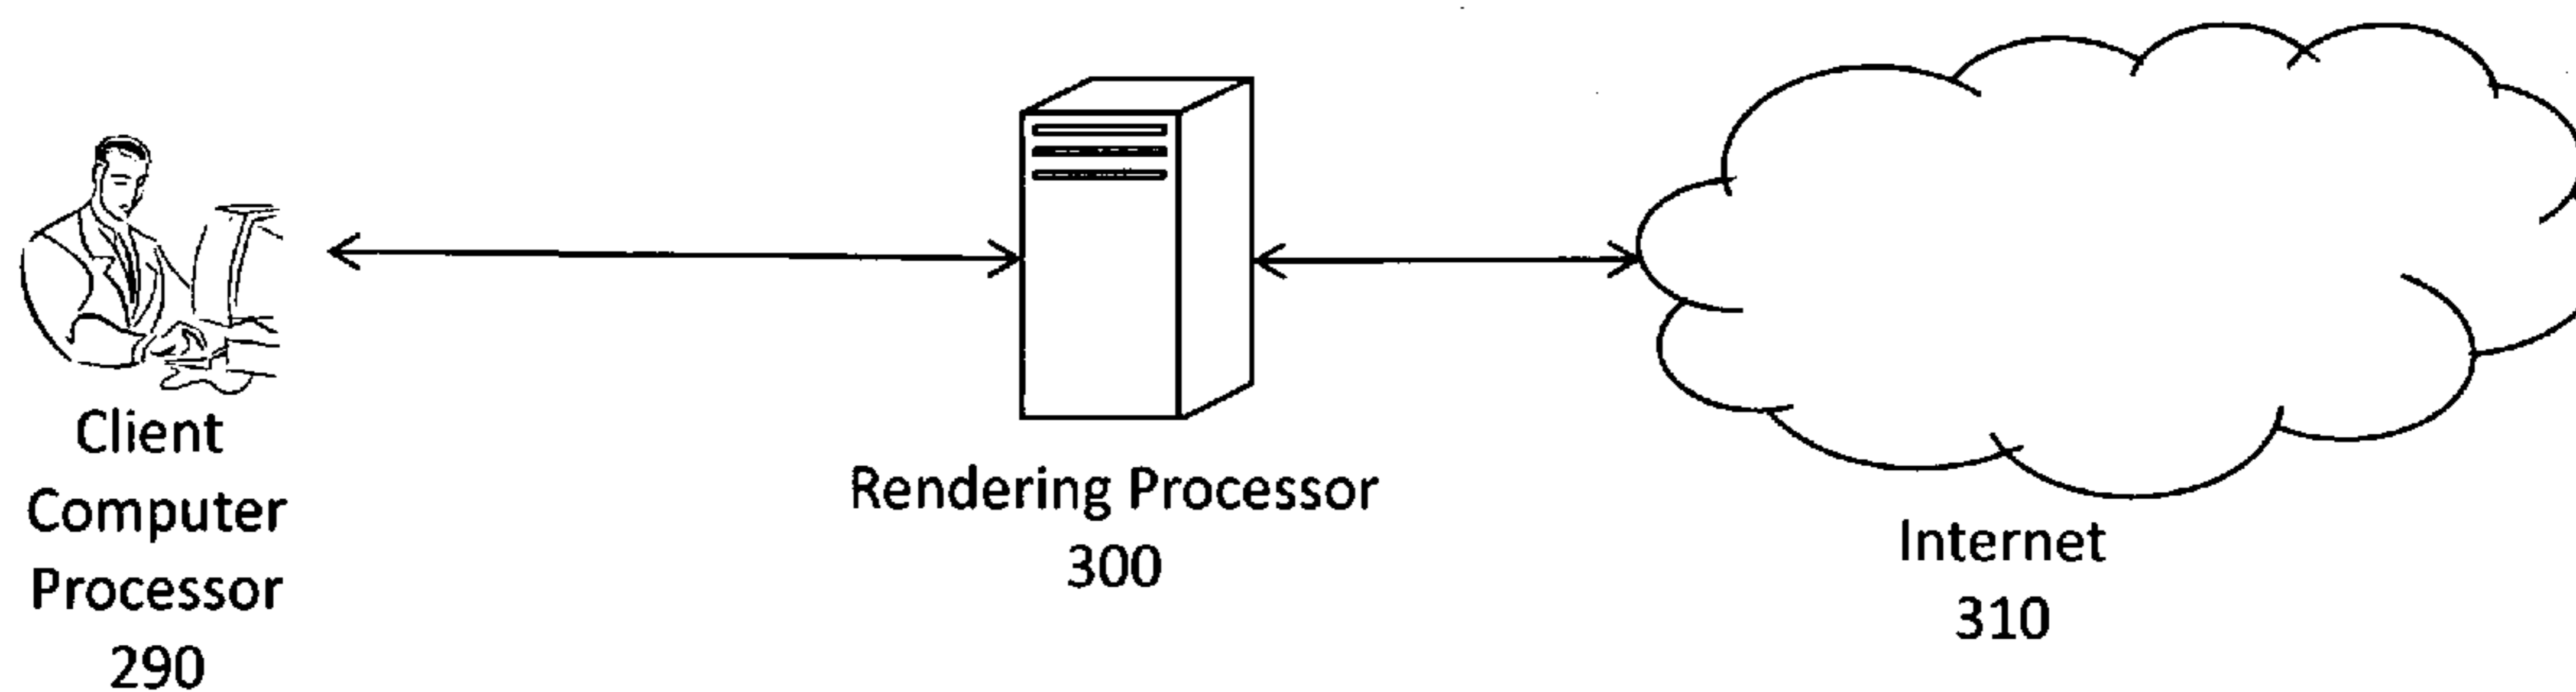 Client
Computer
Processor
290
Rendering Processor
300
Internet
310